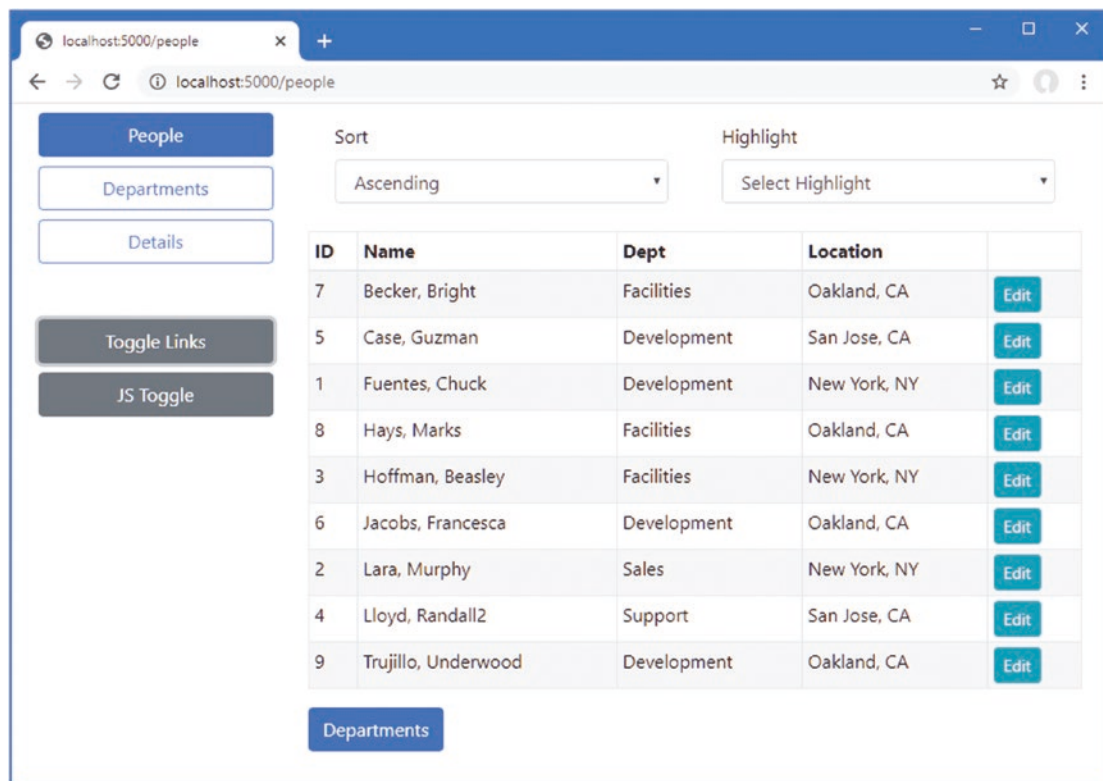 localhost:5000/people
localhost:5000/people
People
Departments
Details
Toggle Links
JS Toggle
Sort Highlight
Ascending Select Highlight
ID Name Dept Location
7 Becker, Bright Facilities Oakland, CA Edit
5 Case, Guzman Development San Jose, CA Edit
1 Fuentes, Chuck Development New York, NY Edit
8 Hays, Marks Facilities Oakland, CA Edit
3 Hoffman, Beasley Facilities New York, NY Edit
6 Jacobs, Francesca Development Oakland, CA Edit
2 Lara, Murphy Sales New York, NY Edit
4 Lloyd, Randall2 Support San Jose, CA Edit
9 Trujillo, Underwood Development Oakland, CA Edit
Departments